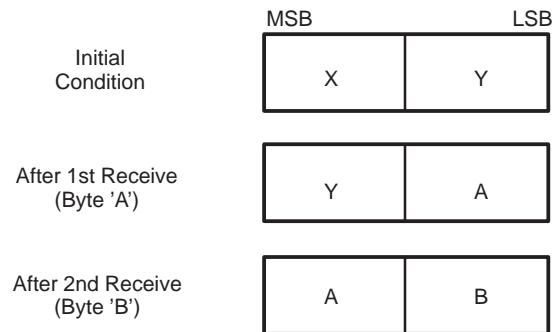 MSB LSB
Initial
Condition
X Y
After 1st Receive
(Byte 'A')
Y A
After 2nd Receive
(Byte 'B')
A B